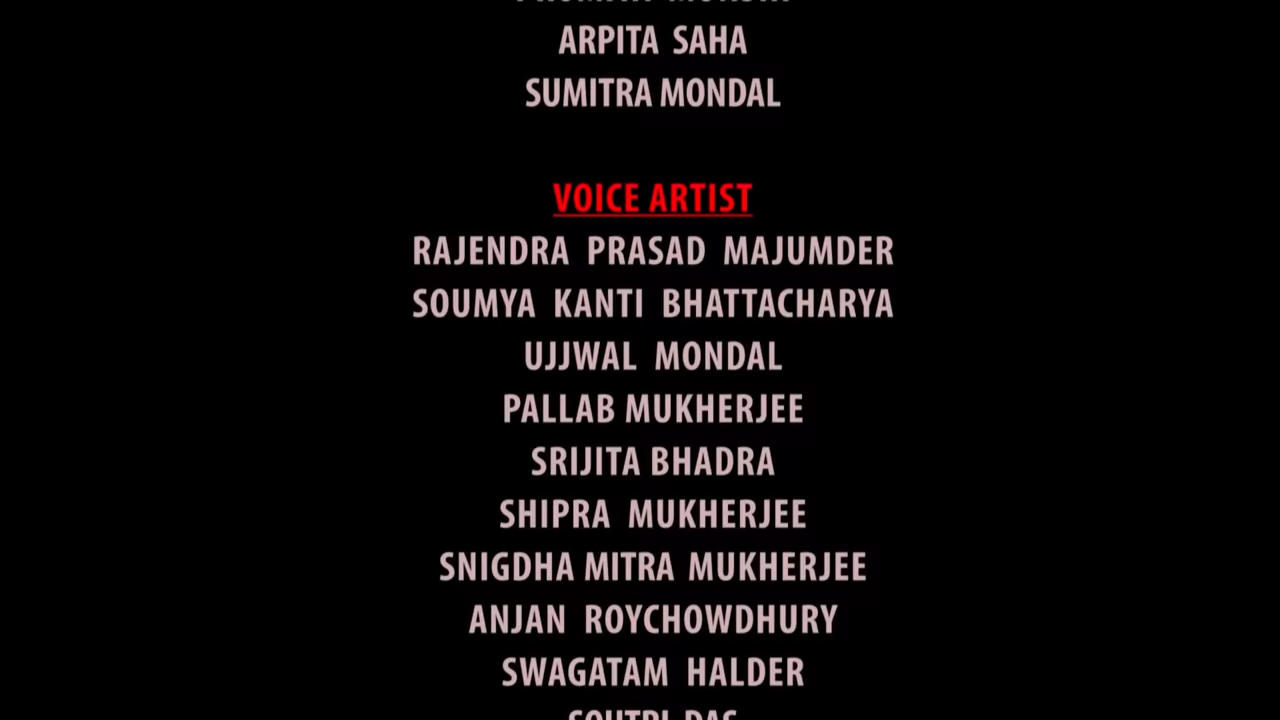 ARPITA SAHA
SUMITRA MONDAL
VOICE ARTIST
RAJENDRA PRASAD MAJUMDER
SOUMYA KANTI BHATTACHARYA
UJJWAL MONDAL
PALLAB MUKHERJEE
SRIJITA BHADRA
SHIPRA MUKHERJEE
SNIGDHA MITRA MUKHERJEE
ANJAN ROYCHOWDHURY
SWAGATAM HALDER